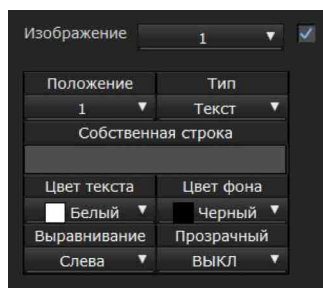 Изображение 1
Положение Тип
1 Текст
Собственная строка
Цвет текста Цвет фона
Белый Черный
Выравнивание Прозрачный
Слева ВЫКЛ